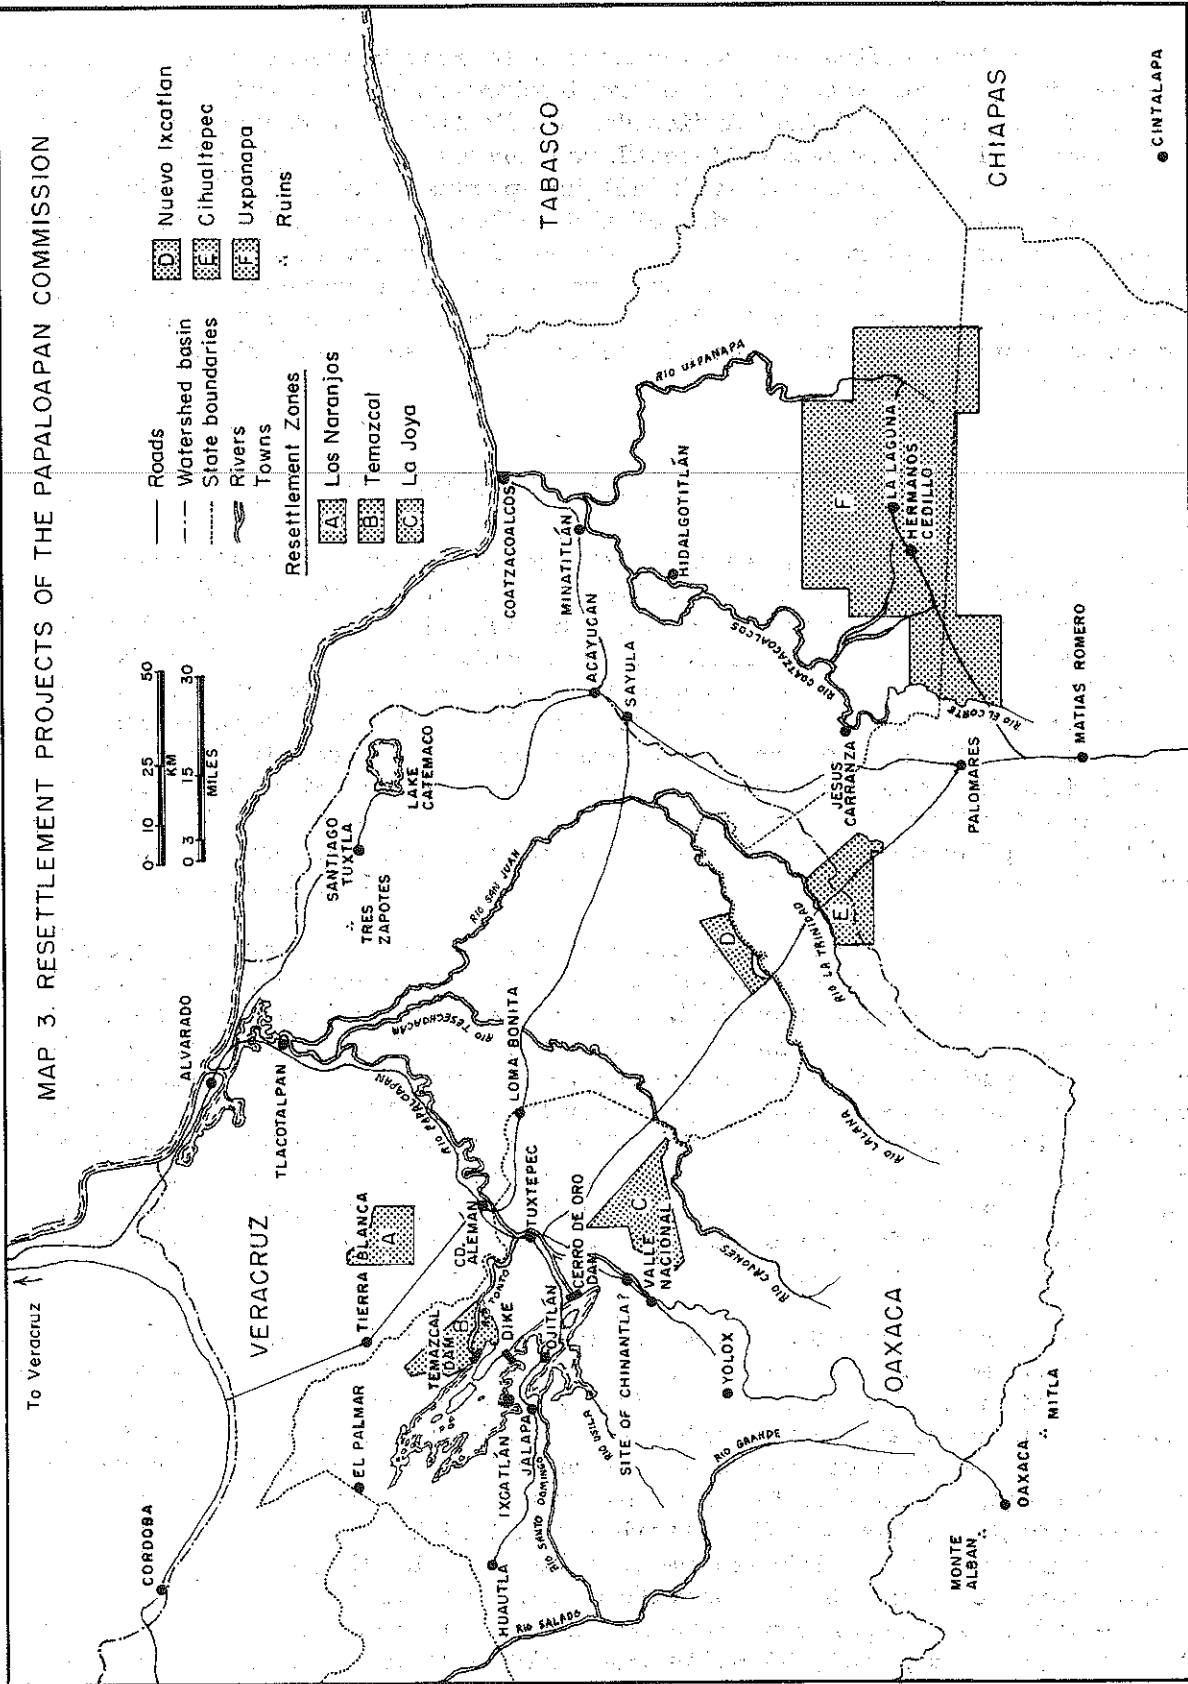 MAP 3. RESETTLEMENT PROJECTS OF THE PAPALOAPAN COMMISSION
To Veracruz
0 10 25 50
KM
0 3 15 30
MILES
Roads
Watershed basin
State boundaries
Rivers
Towns
Resettlement Zones
A Los Naranjos
B Temazcal
C La Joya
D Nuevo Ixcatlan
E Cihualtepec
F Uxpanapa
Ruins
CORDOBA
VERACRUZ
ALVARADO
TLACOTALPAN
SANTIAGO
TUXTLA
TRES
ZAPOTES
LAKE
CATEMACO
EL PALMAR
TIERRA BLANCA
A
TEMAZCAL
DAM
B
RIO TONTO
DIKE
CD.
ALEMAN
RIO PAPALOAPAN
RIO TESECHOACAN
RIO SAN JUAN
LOMA BONITA
TUXTEPEC
HUAUTLA
IXCATLÁN
JALAPA
OJITLÁN
CERRO DE ORO
DAM
RIO SALADO
RIO SANTO DOMINGO
RIO USILA
SITE OF CHINANTLA?
VALLE
NACIONAL
C
RIO CAJONES
RIO LALANA
D
E
RIO LA TRINIDAD
YOLOX
RIO GRANDE
OAXACA
MONTE
ALBAN
OAXACA
MITLA
ACAYUCAN
SAYULA
COATZACOALCOS
MINATITLÁN
HIDALGOTITLÁN
RIO COATZACOALCOS
RIO USPANAPA
TABASCO
CHIAPAS
CINTALAPA
F
LA LAGUNA
HERMANOS
CEDILLO
JESUS
CARRANZA
RIO EL CORTE
PALOMARES
MATIAS ROMERO